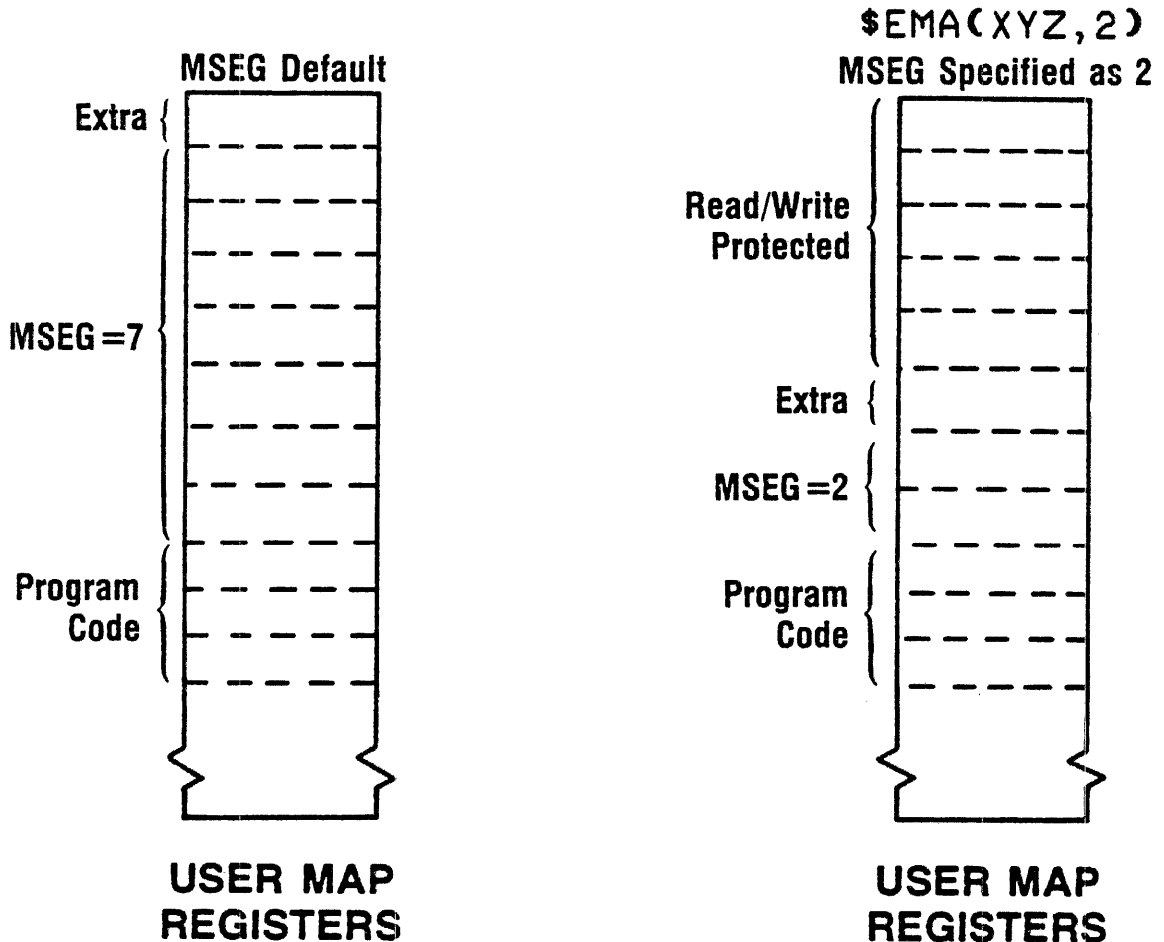 MSEG Default
Extra
MSEG=7
Program
Code
USER MAP
REGISTERS
$EMA(XYZ,2)
MSEG Specified as 2
Read/Write
Protected
Extra
MSEG=2
Program
Code
USER MAP
REGISTERS